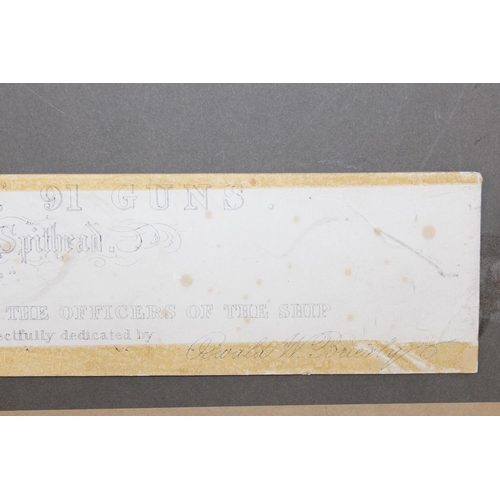 91 GUNS.
Spithead.
THE OFFICERS OF THE SHIP
ectfully dedicated by
W.